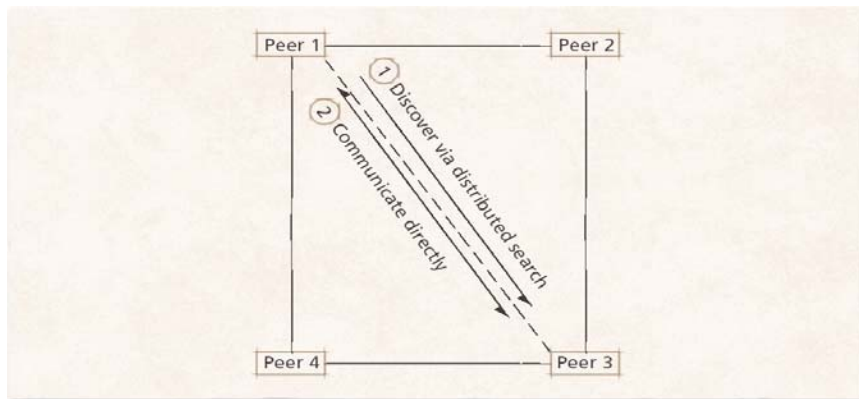 Peer 1
Peer 2
1 Discover via distributed search
2 Communicate directly
Peer 4
Peer 3